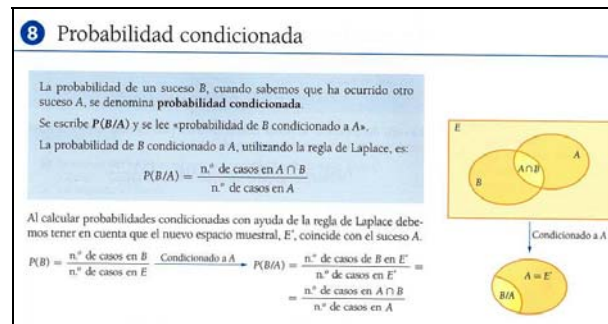 8 Probabilidad condicionada
La probabilidad de un suceso B, cuando sabemos que ha ocurrido otro
suceso A, se denomina probabilidad condicionada.
Se escribe P(B/A) y se lee «probabilidad de B condicionado a A».
La probabilidad de B condicionado a A, utilizando la regla de Laplace, es:
P(B/A) = n.º de casos en A ∩ B / n.º de casos en A
Al calcular probabilidades condicionadas con ayuda de la regla de Laplace debe-
mos tener en cuenta que el nuevo espacio muestral, E', coincide con el suceso A.
P(B) = n.º de casos en B / n.º de casos en E Condicionado a A P(B/A) = n.º de casos de B en E' / n.º de casos en E' =
= n.º de casos en A ∩ B / n.º de casos en A
E
A
A∩B
B
Condicionado a A
A = E'
B/A